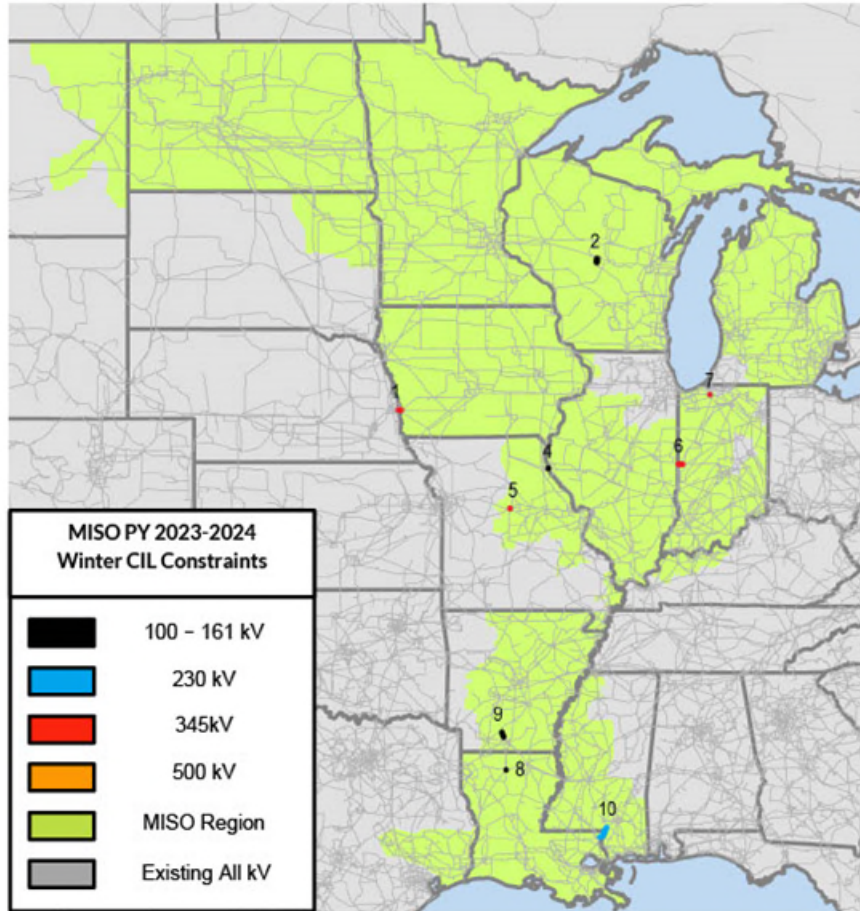 2
7
1
4
6
5
MISO PY 2023-2024
Winter CIL Constraints
100 – 161 kV
230 kV
345kV
500 kV
MISO Region
Existing All kV
9
8
10